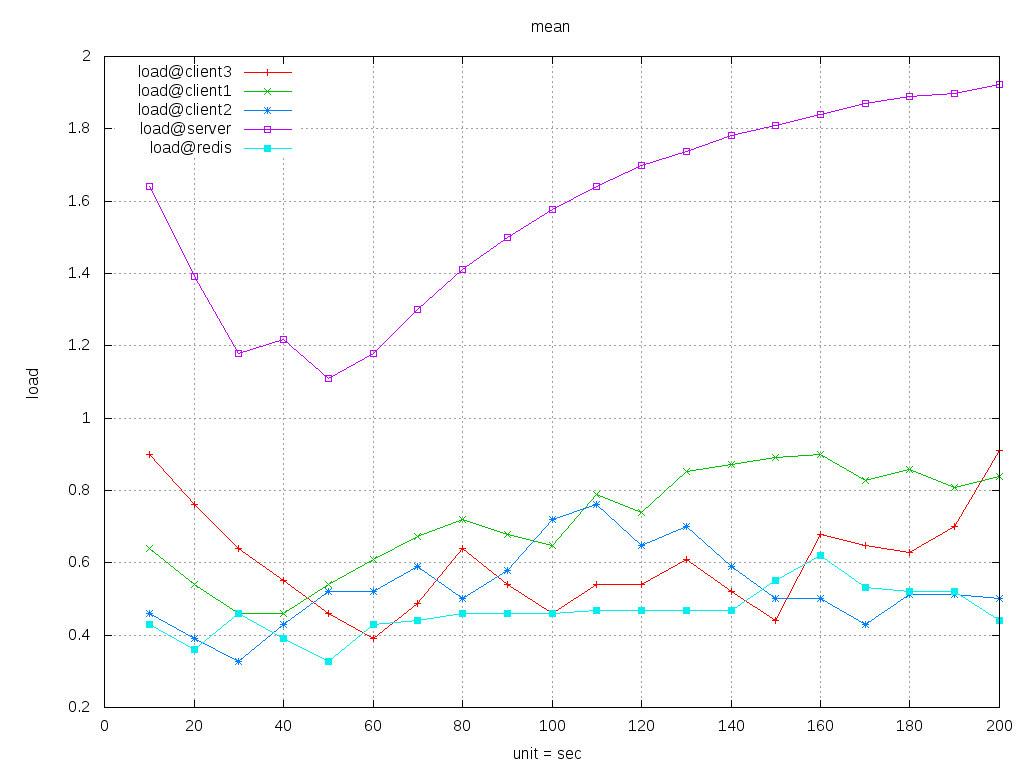 mean
load@client3
load@client1
load@client2
load@server
load@redis
2
1.8
1.6
1.4
1.2
1
0.8
0.6
0.4
0.2
load
0 20 40 60 80 100 120 140 160 180 200
unit = sec